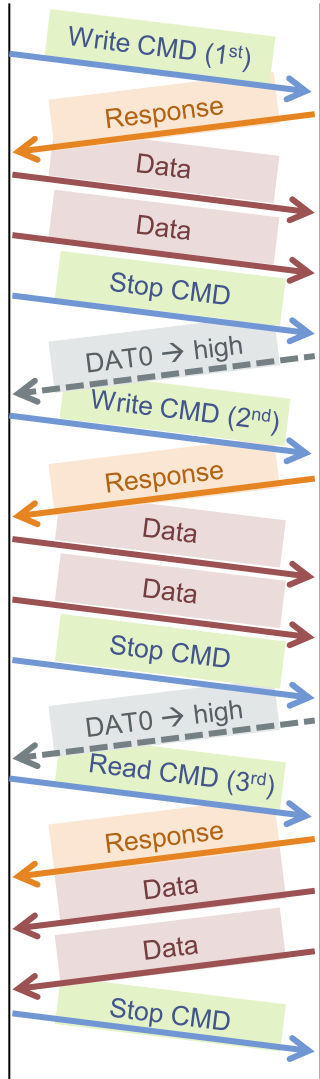 Write CMD (1st)
Response
Data
Data
Stop CMD
DAT0 → high
Write CMD (2nd)
Response
Data
Data
Stop CMD
DAT0 → high
Read CMD (3rd)
Response
Data
Data
Stop CMD